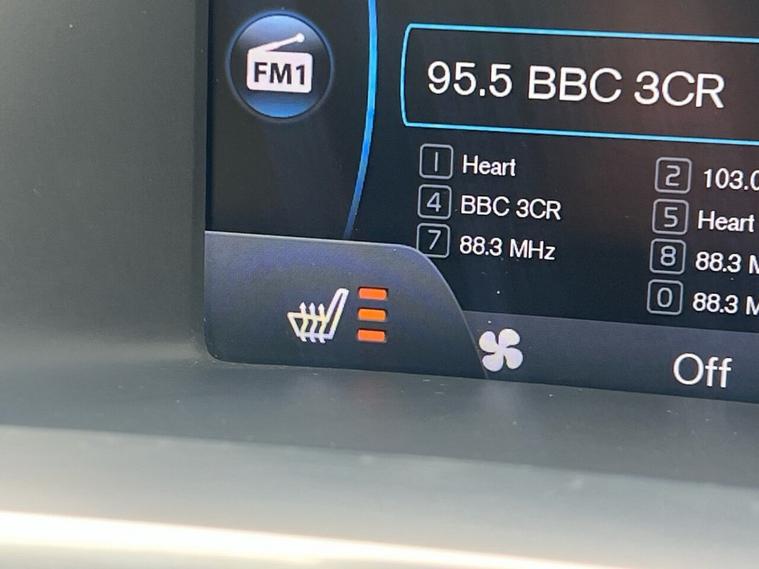 FM1
95.5 BBC 3CR
1 Heart
2 103.0
4 BBC 3CR
5 Heart
7 88.3 MHz
8 88.3 M
0 88.3 M
Off